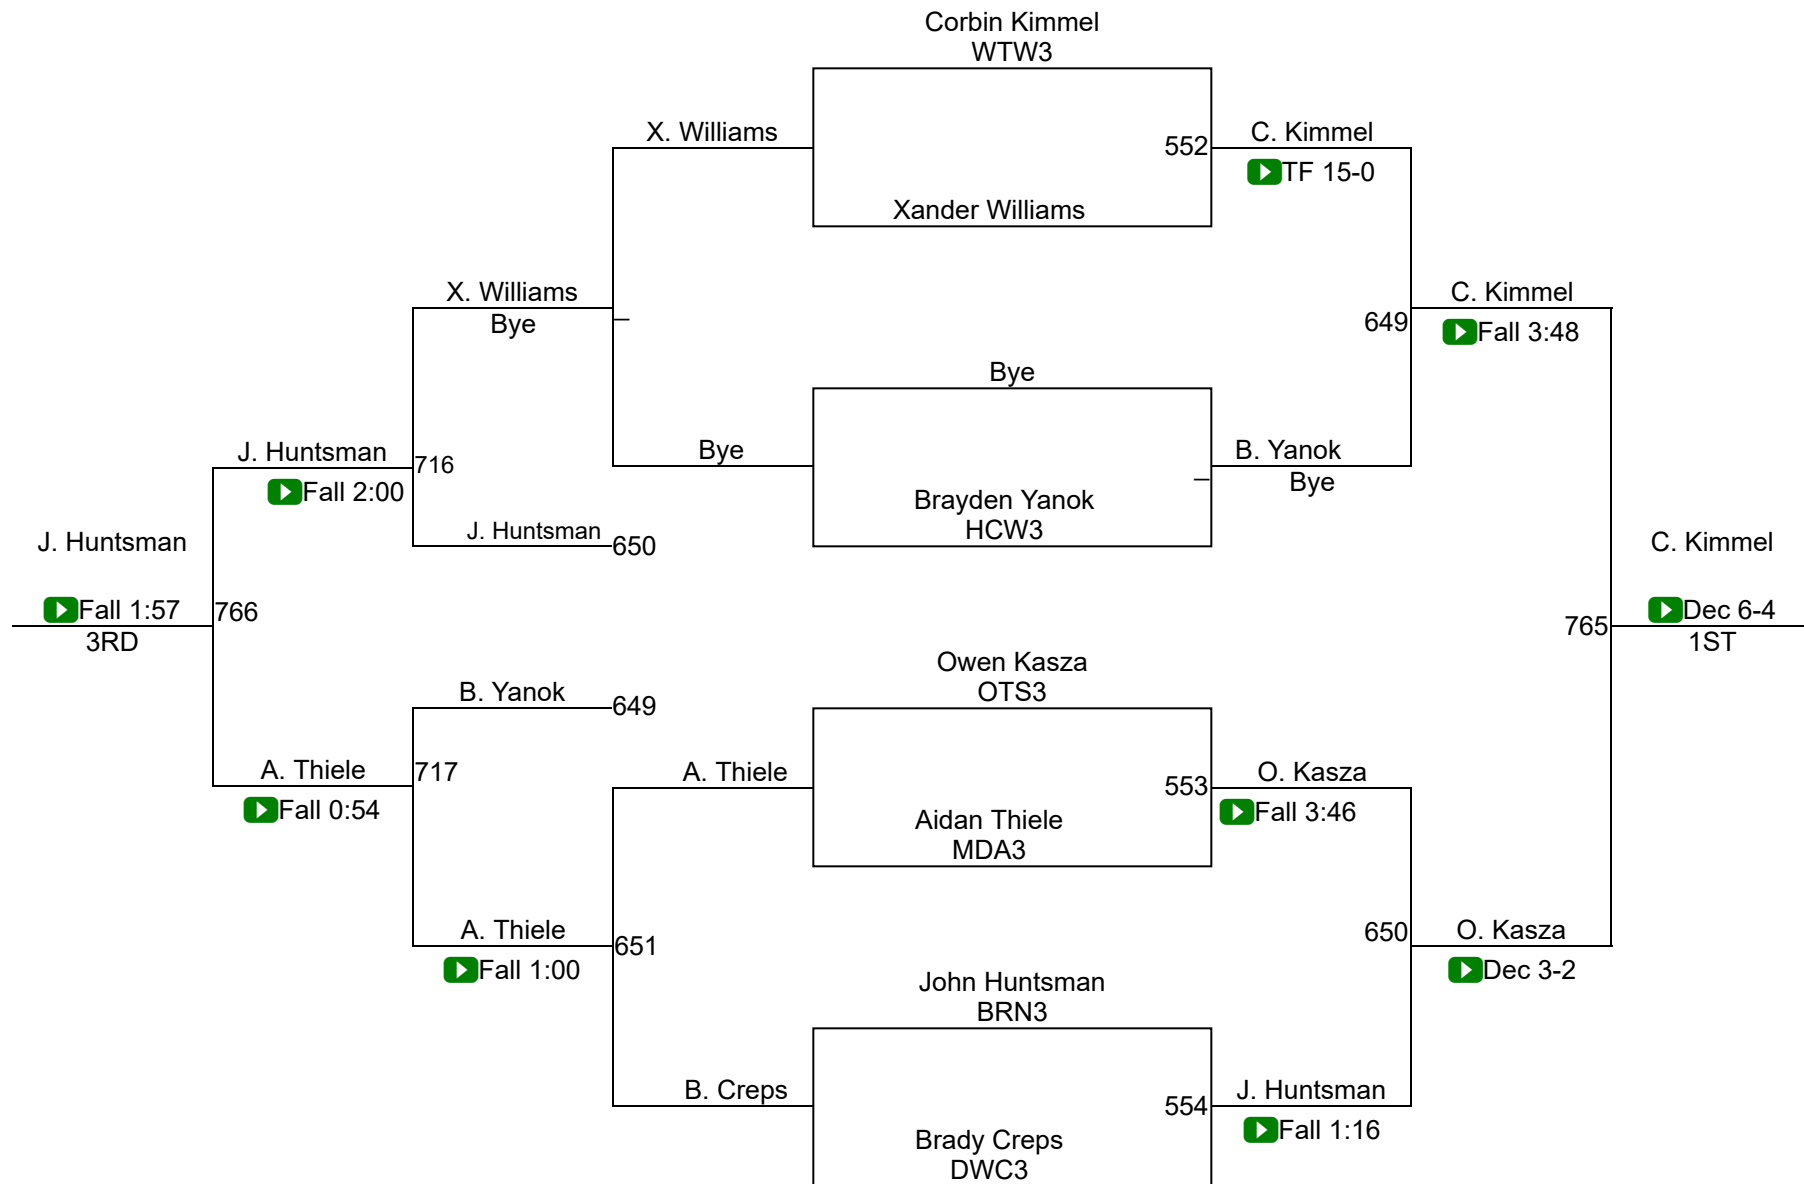 Corbin Kimmel
WTW3
X. Williams
552
C. Kimmel
TF 15-0
Xander Williams
X. Williams
Bye
649
C. Kimmel
Fall 3:48
Bye
J. Huntsman
716
Fall 2:00
Bye
B. Yanok
Bye
Brayden Yanok
HCW3
J. Huntsman
650
J. Huntsman
Fall 1:57
3RD
766
C. Kimmel
765
Dec 6-4
1ST
B. Yanok
649
Owen Kasza
OTS3
A. Thiele
717
Fall 0:54
A. Thiele
553
O. Kasza
Fall 3:46
Aidan Thiele
MDA3
A. Thiele
651
Fall 1:00
650
O. Kasza
Dec 3-2
John Huntsman
BRN3
B. Creps
554
J. Huntsman
Fall 1:16
Brady Creps
DWC3